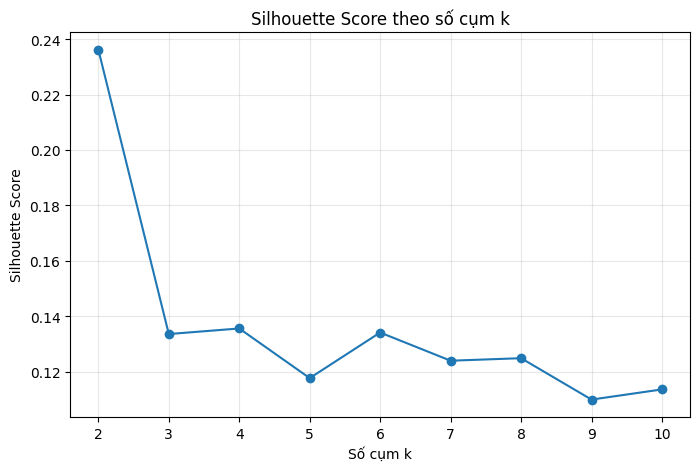 Silhouette Score theo số cụm k
Silhouette Score
0.24
0.22
0.20
0.18
0.16
0.14
0.12
2 3 4 5 6 7 8 9 10
Số cụm k